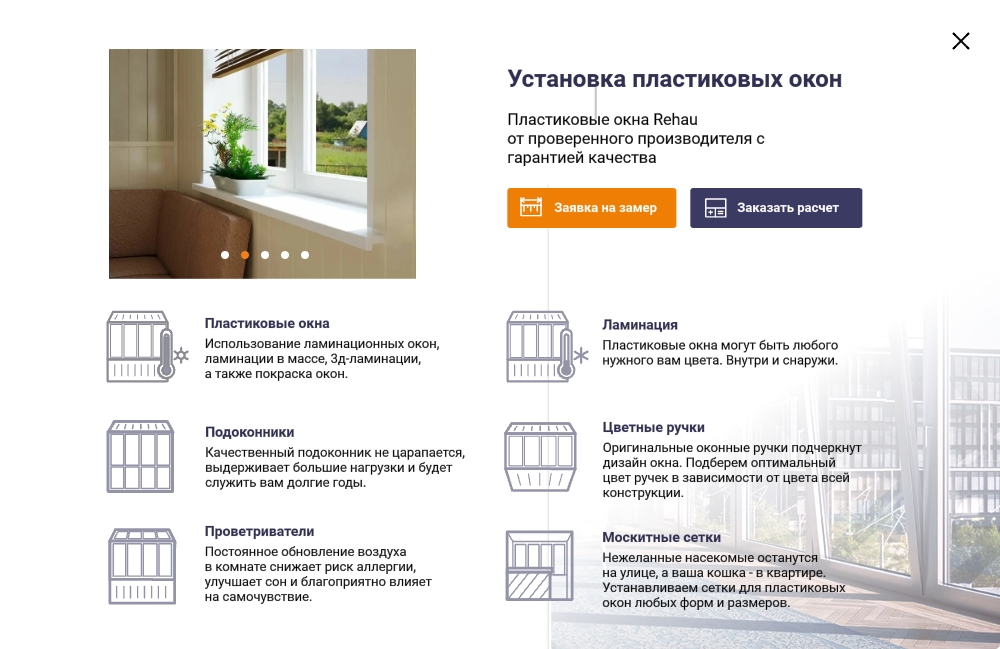 Установка пластиковых окон
Пластиковые окна Rehau
от проверенного производителя с
гарантией качества
Заявка на замер
Заказать расчет
Пластиковые окна
Использование ламинационных окон,
ламинации в массе, 3д-ламинации,
а также покраска окон.
Ламинация
Пластиковые окна могут быть любого
нужного вам цвета. Внутри и снаружи.
Подоконники
Качественный подоконник не царапается,
выдерживает большие нагрузки и будет
служить вам долгие годы.
Цветные ручки
Оригинальные оконные ручки подчеркнут
дизайн окна. Подберем оптимальный
цвет ручек в зависимости от цвета всей
конструкции.
Проветриватели
Постоянное обновление воздуха
в комнате снижает риск аллергии,
улучшает сон и благоприятно влияет
на самочувствие.
Москитные сетки
Нежеланные насекомые останутся
на улице, а ваша кошка - в квартире.
Устанавливаем сетки для пластиковых
окон любых форм и размеров.